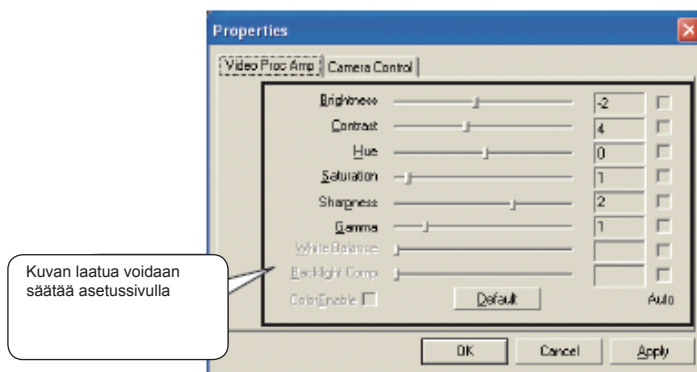 Properties
Video Proc Amp Camera Control
Brightness -2
Contrast 4
Hue 0
Saturation 1
Sharpness 2
Gamma 1
White Balance
Backlight Comp
ColorEnable Default Auto
Kuvan laatua voidaan
säätää asetussivulla
OK Cancel Apply